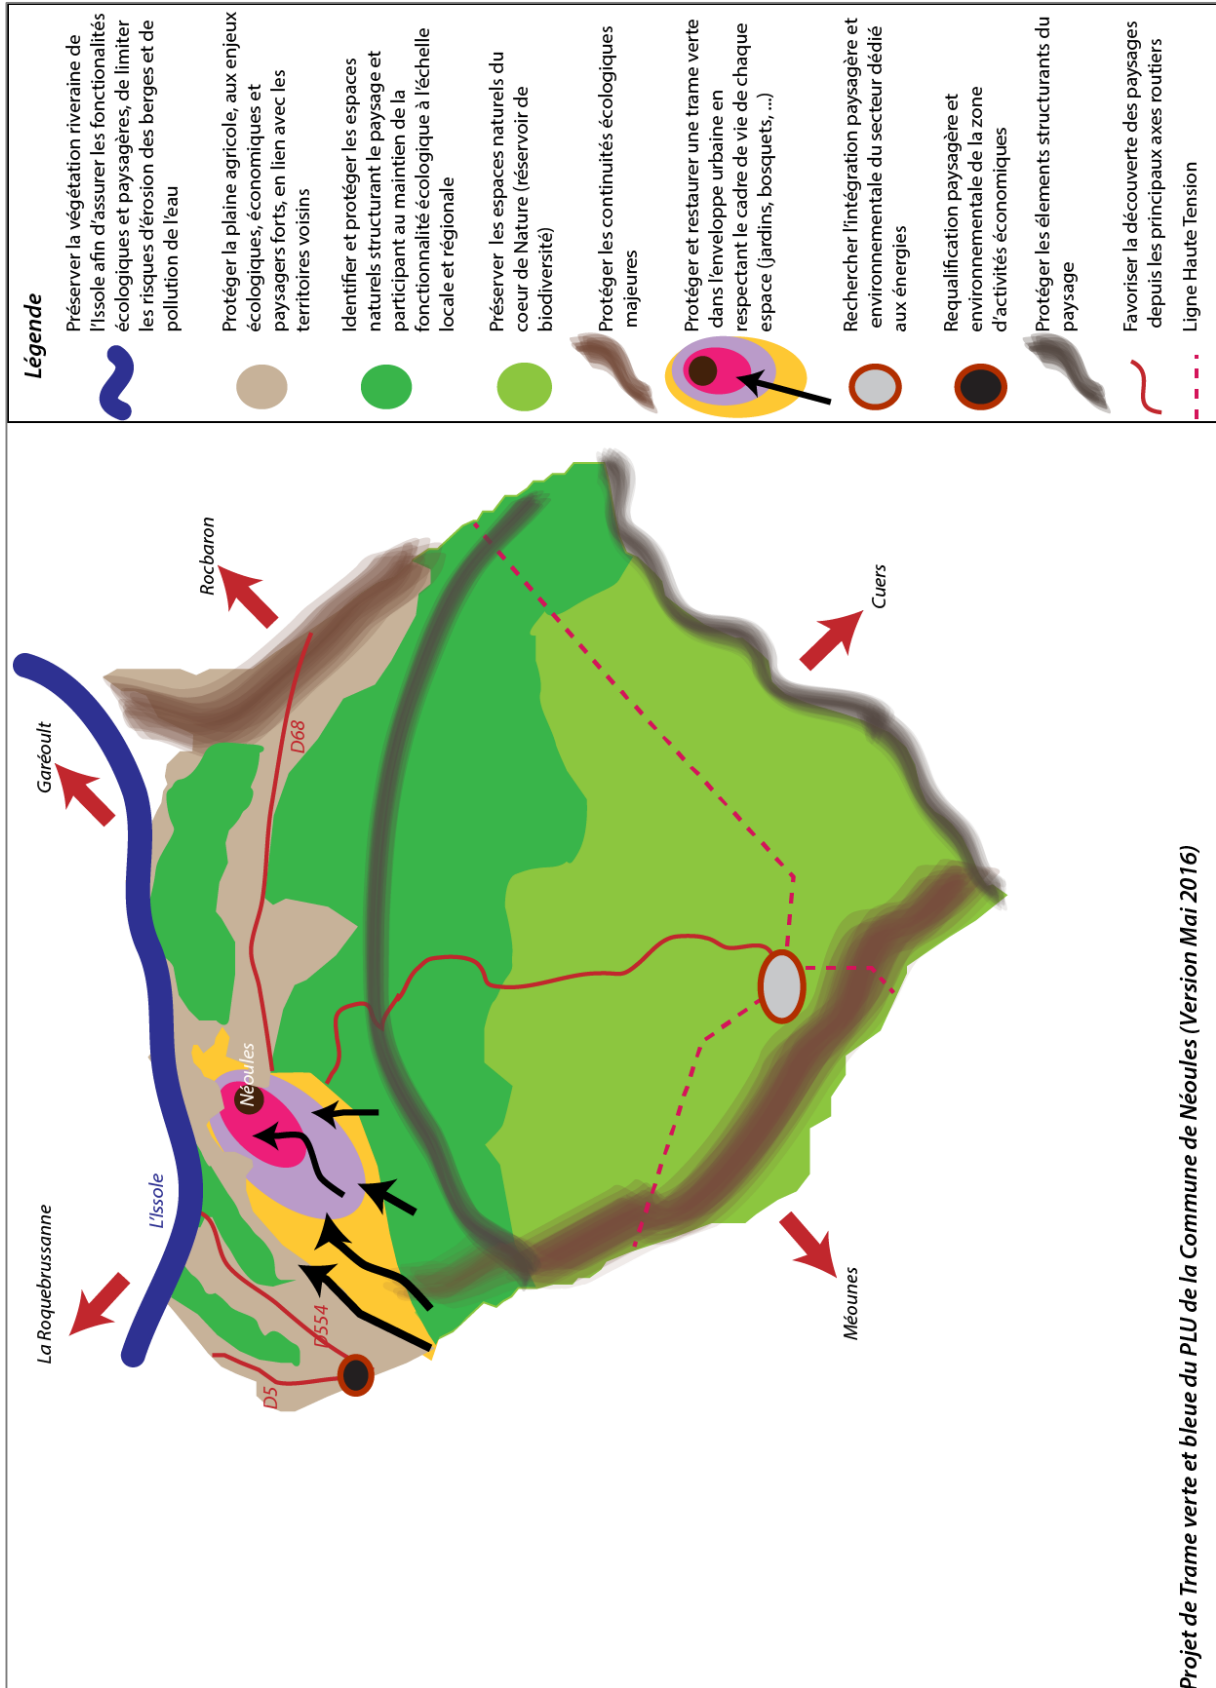 La Roquebrussanne
Garéoult
Rocbaron
L'Issole
Néoules
D68
D5
D554
Méounes
Cuers
Légende
Préserver la végétation riveraine de
l'Issole afin d'assurer les fonctionalités
écologiques et paysagères, de limiter
les risques d'érosion des berges et de
pollution de l'eau
Protéger la plaine agricole, aux enjeux
écologiques, économiques et
paysagers forts, en lien avec les
territoires voisins
Identifier et protéger les espaces
naturels structurant le paysage et
participant au maintien de la
fonctionnalité écologique à l'échelle
locale et régionale
Préserver les espaces naturels du
coeur de Nature (réservoir de
biodiversité)
Protéger les continuités écologiques
majeures
Protéger et restaurer une trame verte
dans l'enveloppe urbaine en
respectant le cadre de vie de chaque
espace (jardins, bosquets, ...)
Rechercher l'intégration paysagère et
environnementale du secteur dédié
aux énergies
Requalification paysagère et
environnementale de la zone
d'activités économiques
Protéger les élements structurants du
paysage
Favoriser la découverte des paysages
depuis les principaux axes routiers
Ligne Haute Tension
Projet de Trame verte et bleue du PLU de la Commune de Néoules (Version Mai 2016)